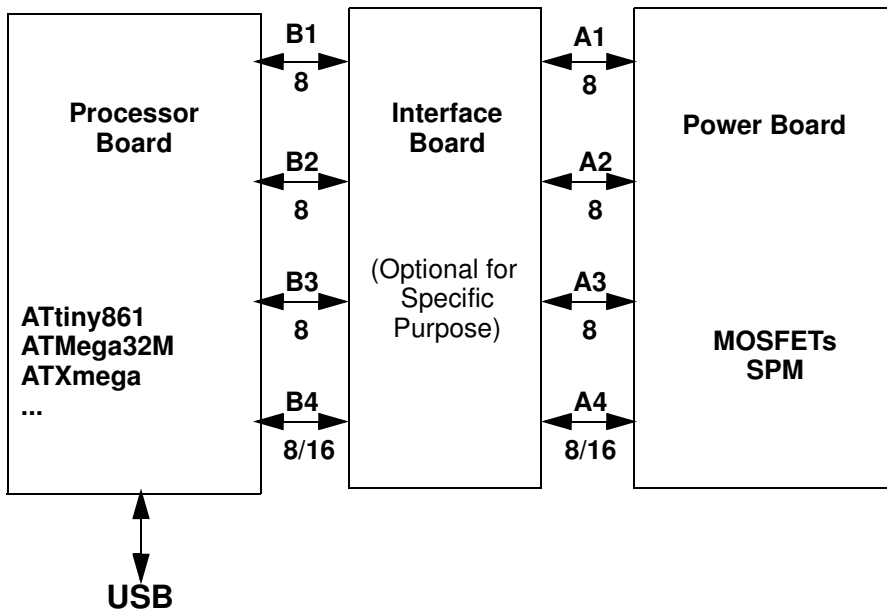 B1
8
A1
8
Processor
Board
Interface
Board
Power Board
B2
8
A2
8
(Optional for
Specific
Purpose)
B3
8
A3
8
ATtiny861
ATMega32M
ATXmega
...
MOSFETs
SPM
B4
8/16
A4
8/16
USB